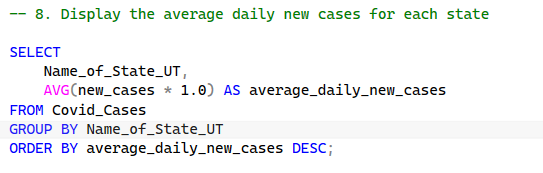 -- 8. Display the average daily new cases for each state
SELECT
Name_of_State_UT,
AVG(new_cases * 1.0) AS average_daily_new_cases
FROM Covid_Cases
GROUP BY Name_of_State_UT
ORDER BY average_daily_new_cases DESC;